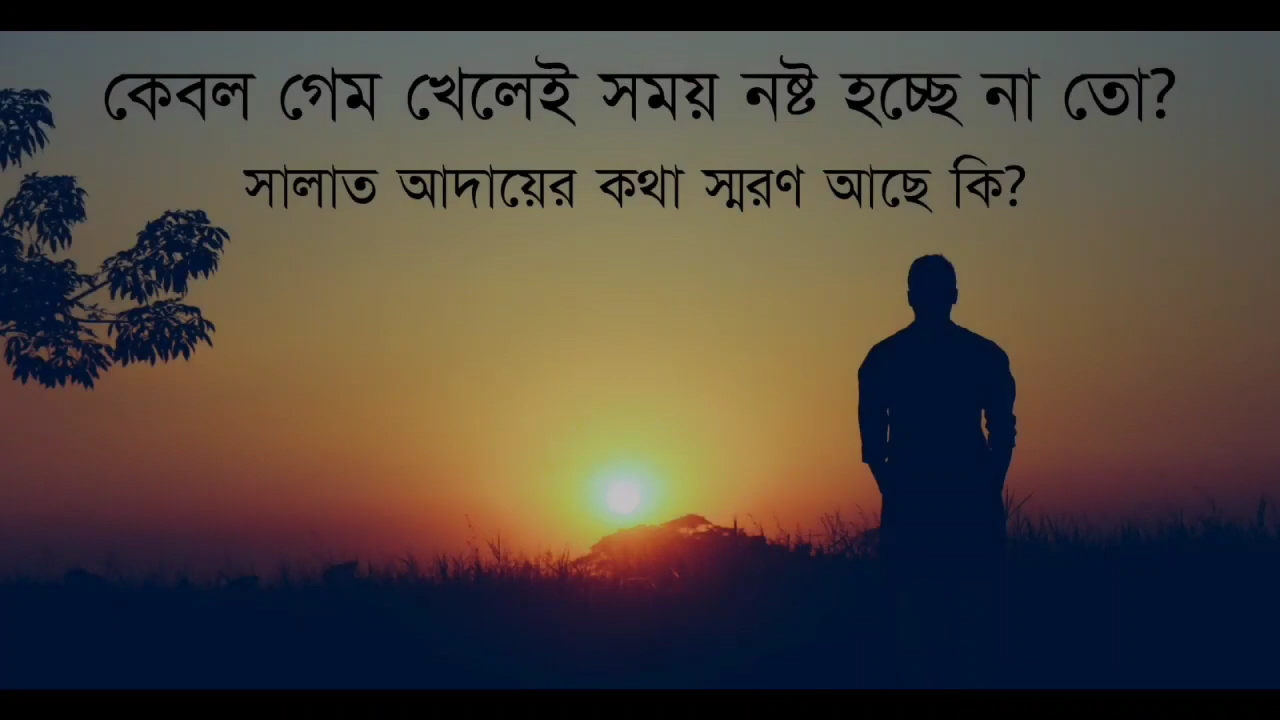 কেবল গেম খেলেই সময় নষ্ট হচ্ছে না তো?
সালাত আদায়ের কথা স্মরণ আছে কি?